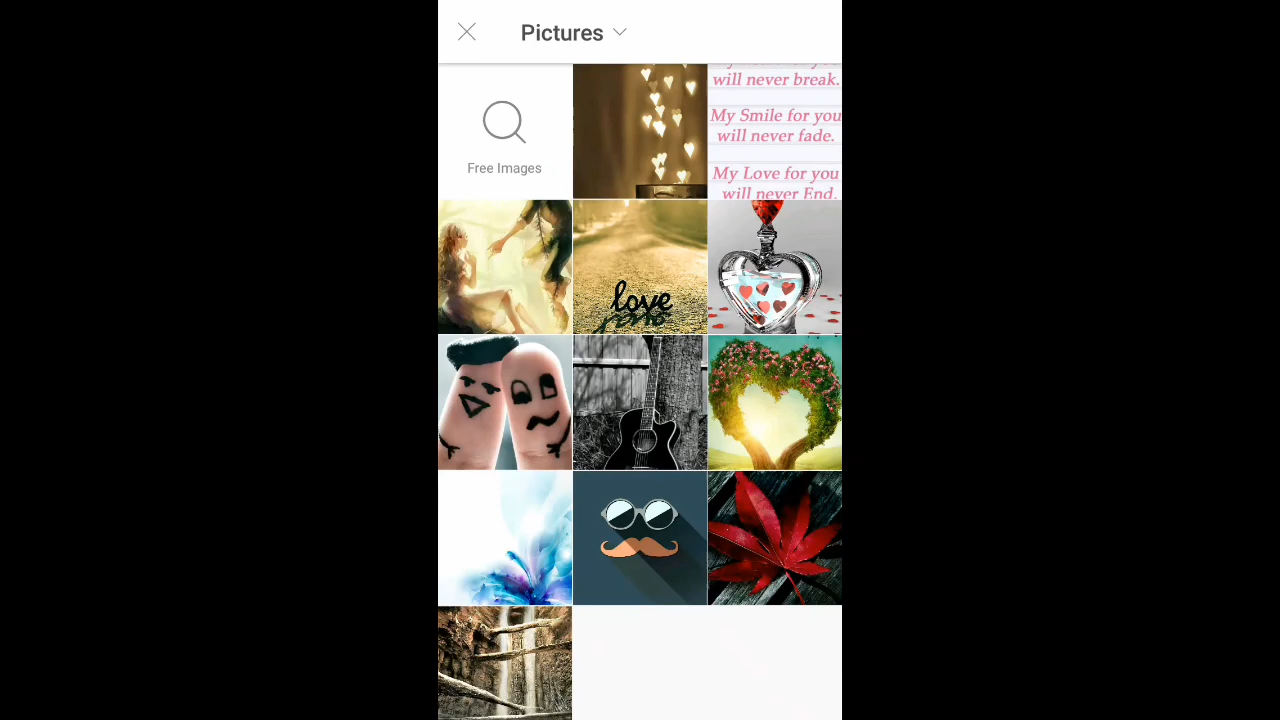 Pictures
Free Images
will never break.
My Smile for you
will never fade.
My Love for you
will never End.
love